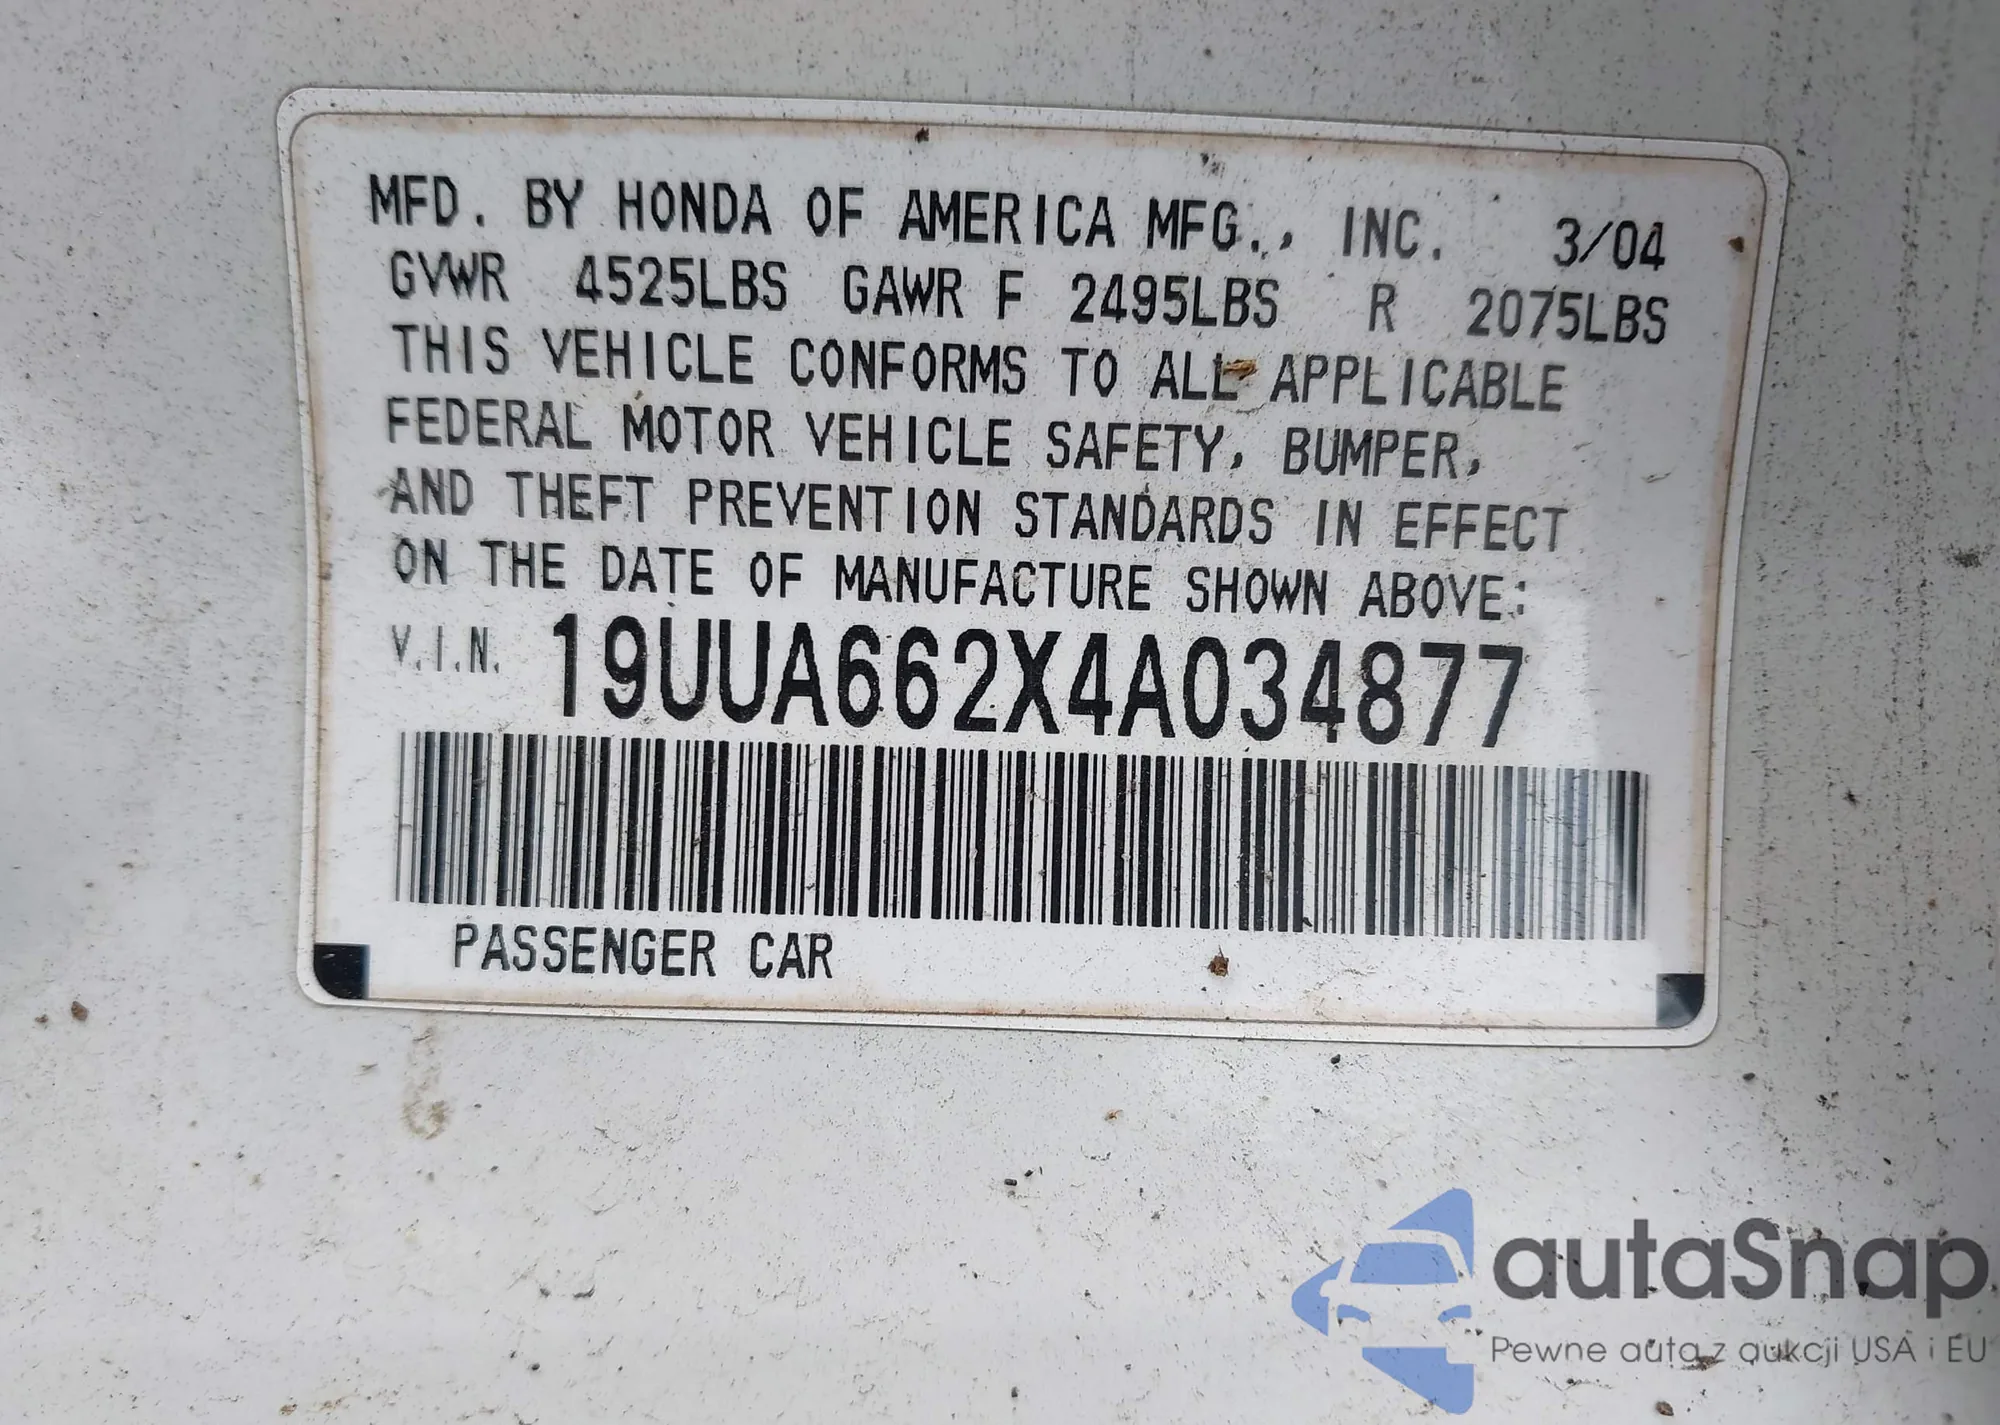 MFD. BY HONDA OF AMERICA MFG., INC. 3/04
GVWR 4525LBS GAWR F 2495LBS R 2075LBS
THIS VEHICLE CONFORMS TO ALL APPLICABLE
FEDERAL MOTOR VEHICLE SAFETY, BUMPER,
AND THEFT PREVENTION STANDARDS IN EFFECT
ON THE DATE OF MANUFACTURE SHOWN ABOVE:
V.I.N. 19UUA662X4A034877
PASSENGER CAR
autaSnap
Pewne auta z aukcji USA i EU